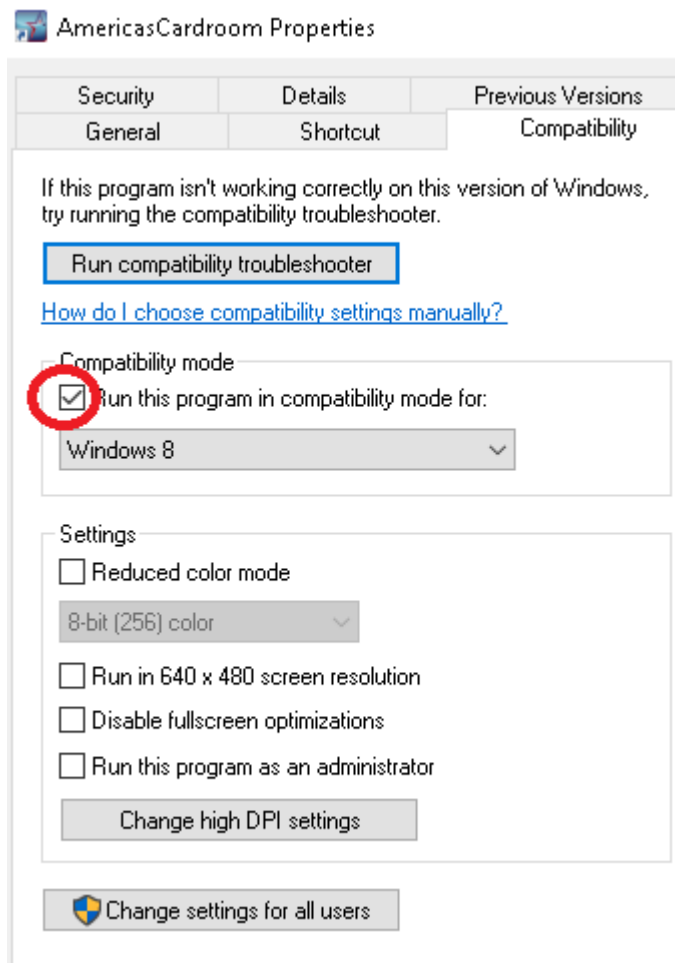 AmericasCardroom Properties
Security Details Previous Versions
General Shortcut Compatibility
If this program isn't working correctly on this version of Windows,
try running the compatibility troubleshooter.
Run compatibility troubleshooter
How do I choose compatibility settings manually?
Compatibility mode
Run this program in compatibility mode for:
Windows 8
Settings
Reduced color mode
8-bit (256) color
Run in 640 x 480 screen resolution
Disable fullscreen optimizations
Run this program as an administrator
Change high DPI settings
Change settings for all users